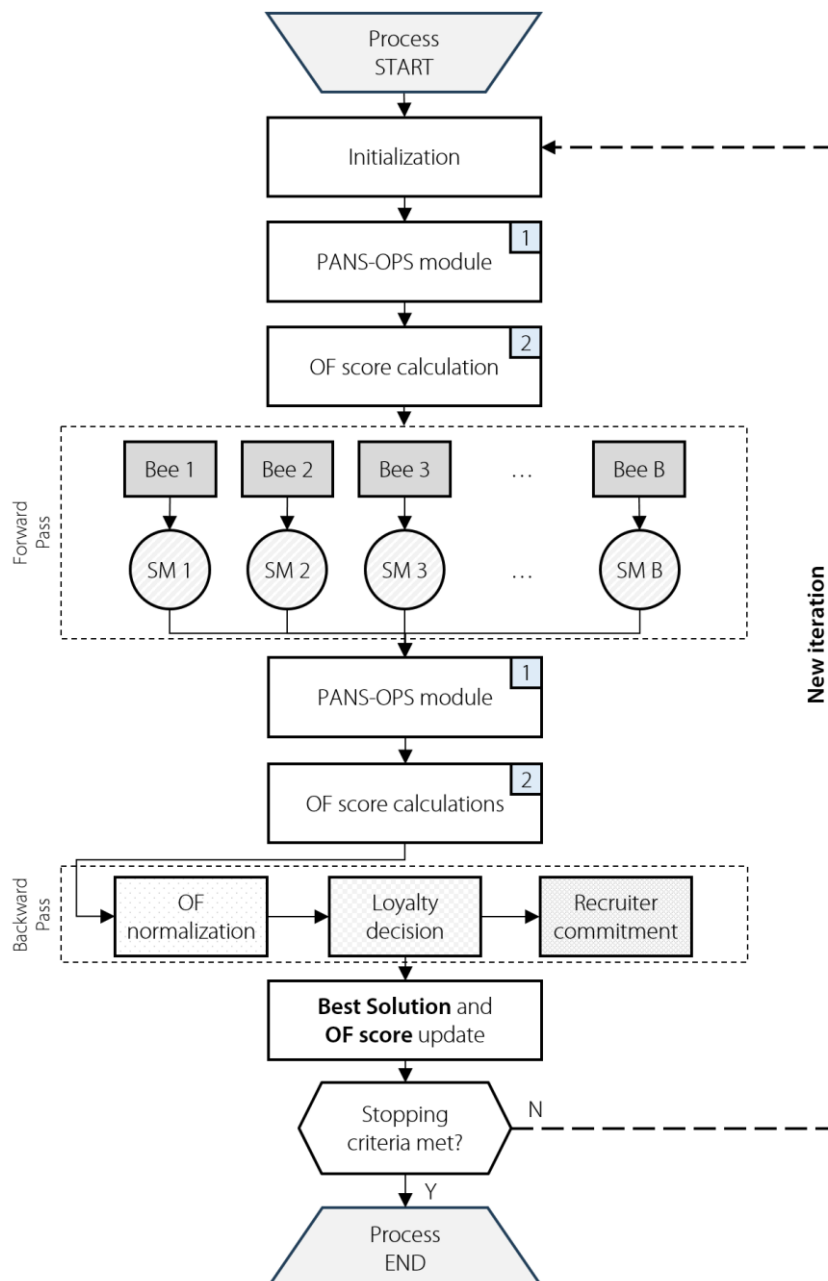 Process
START
Initialization
1
PANS-OPS module
2
OF score calculation
Forward
Pass
Bee 1 Bee 2 Bee 3 … Bee B
SM 1 SM 2 SM 3 … SM B
1
PANS-OPS module
2
OF score calculations
Backward
Pass
OF
normalization
Loyalty
decision
Recruiter
commitment
Best Solution and
OF score update
Stopping
criteria met?
N
Y
Process
END
New iteration